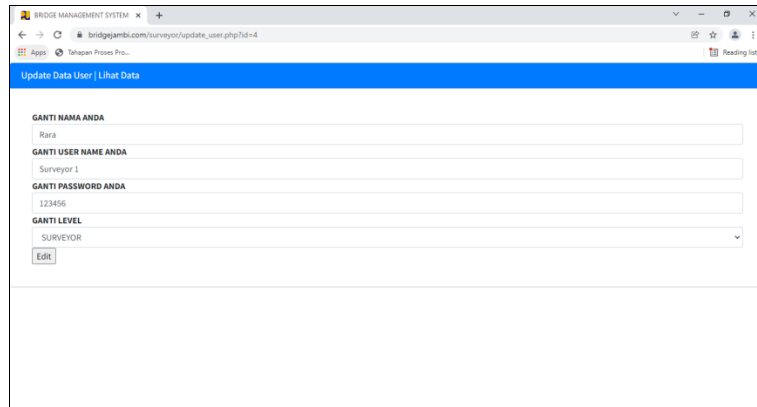 BRIDGE MANAGEMENT SYSTEM
bridgejambi.com/surveyor/update_user.php?id=4
Apps Tahapan Proses Pro... Reading list
Update Data User | Lihat Data
GANTI NAMA ANDA
Rara
GANTI USER NAME ANDA
Surveyor 1
GANTI PASSWORD ANDA
123456
GANTI LEVEL
SURVEYOR
Edit